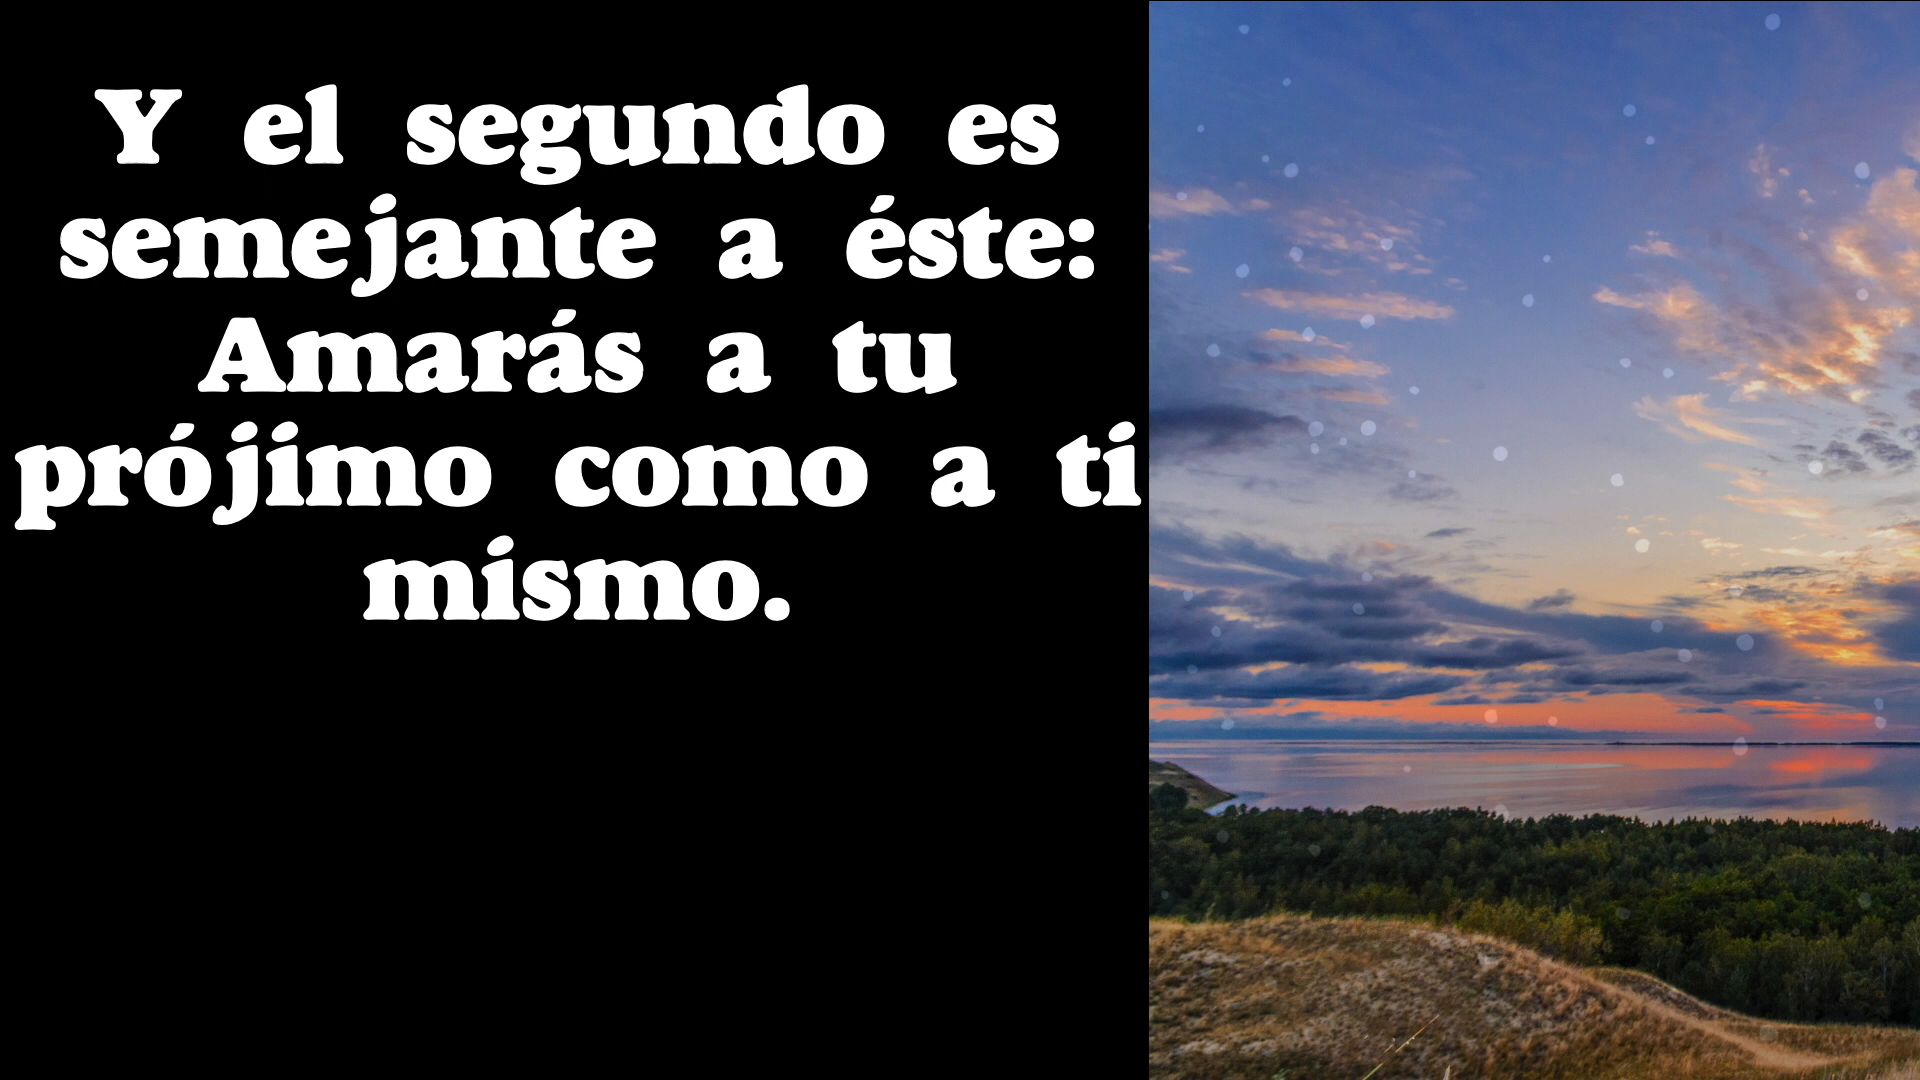 Y el segundo es
semejante a éste:
Amarás a tu
prójimo como a ti
mismo.